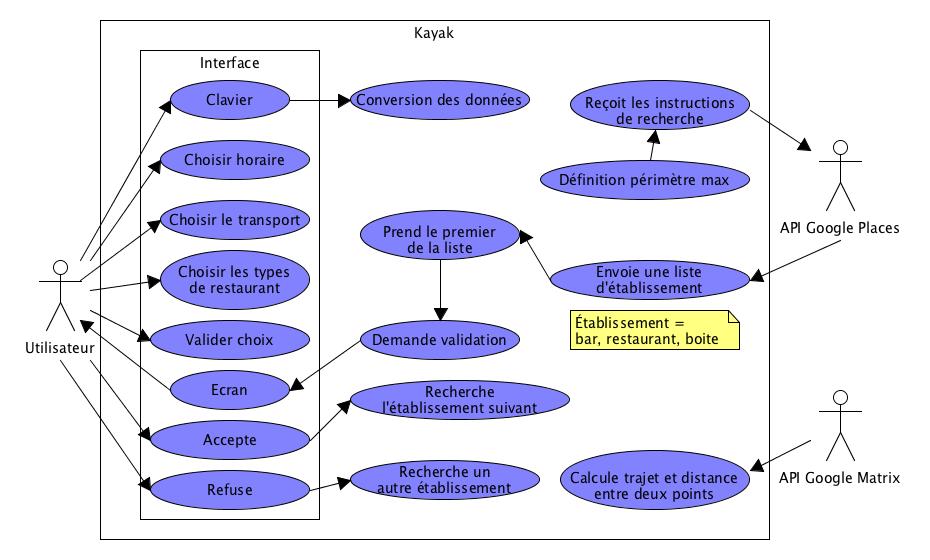 Kayak
Interface
Clavier
Conversion des données
Reçoit les instructions
de recherche
Choisir horaire
Définition périmètre max
Choisir le transport
Prend le premier
de la liste
API Google Places
Choisir les types
de restaurant
Envoie une liste
d'établissement
Établissement =
bar, restaurant, boite
Utilisateur
Valider choix
Demande validation
Ecran
Recherche
l'établissement suivant
Accepte
Refuse
Recherche un
autre établissement
Calcule trajet et distance
entre deux points
API Google Matrix